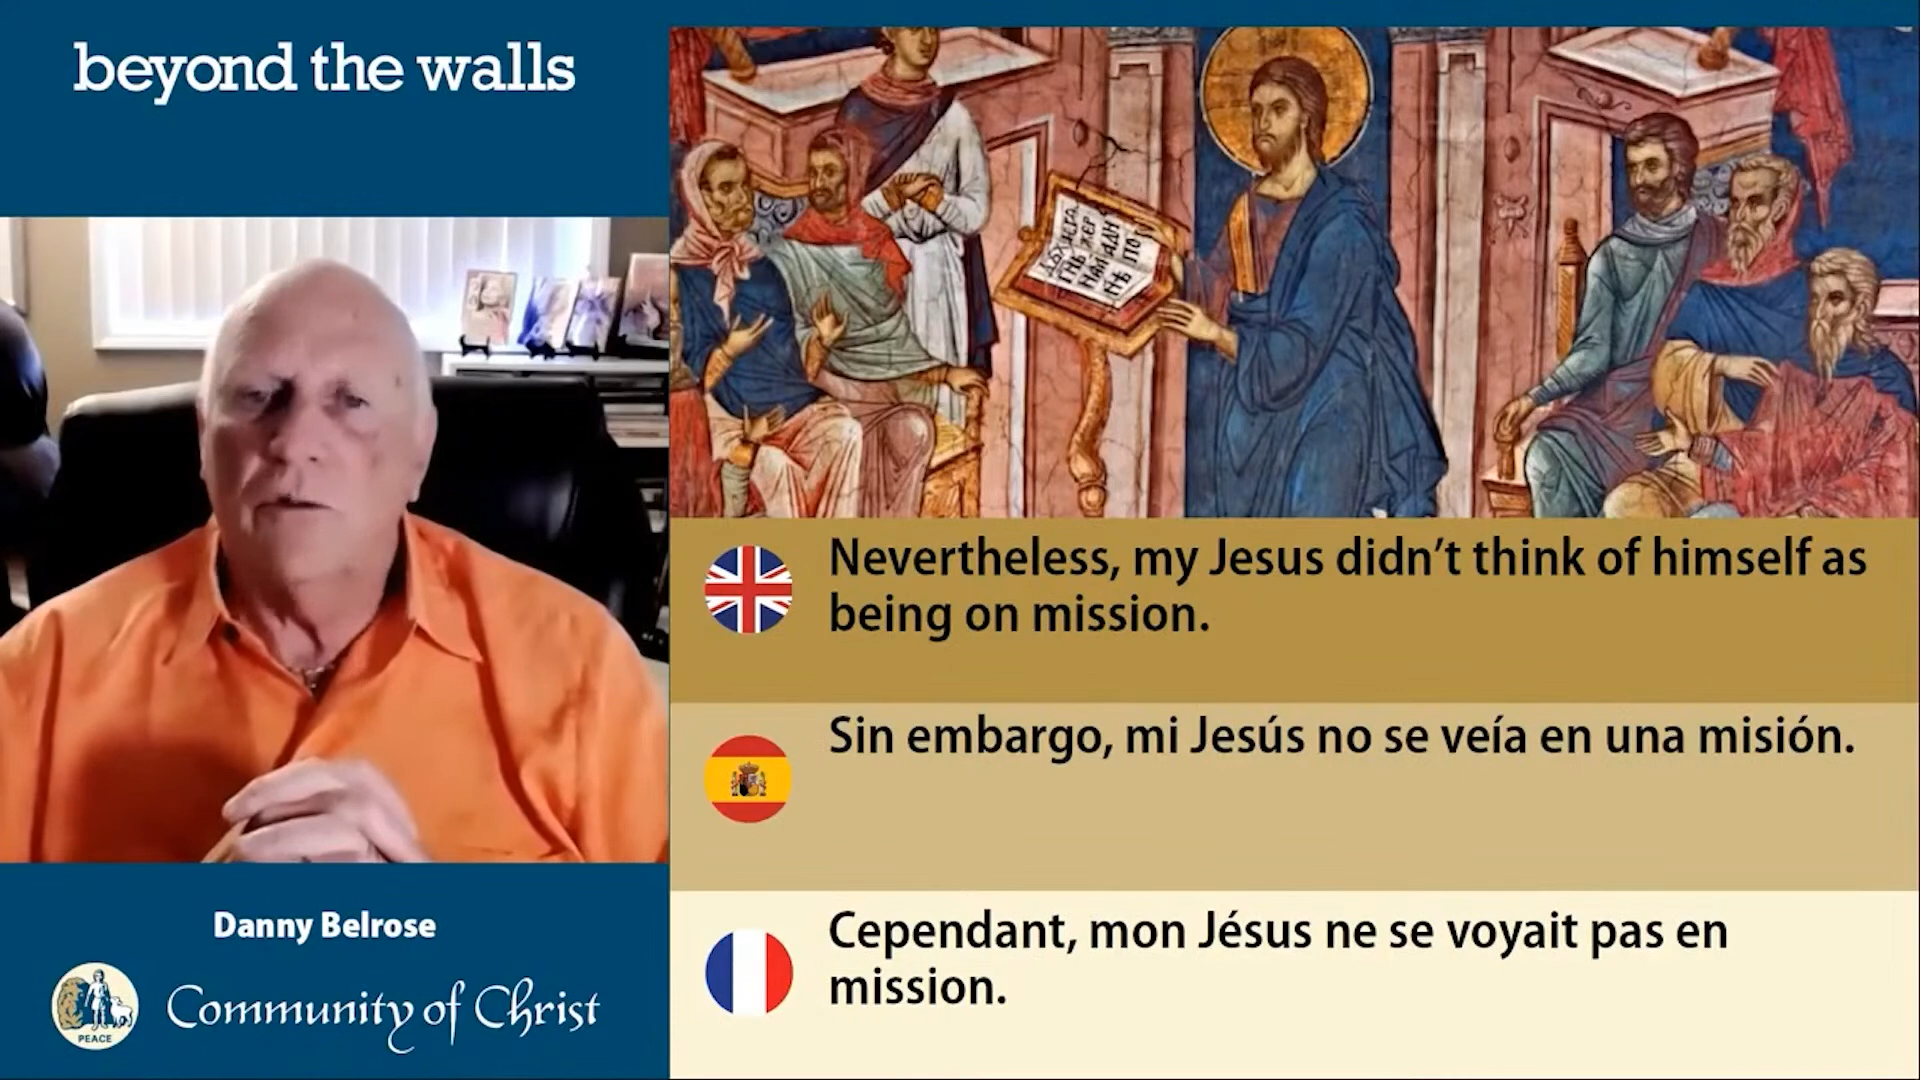 beyond the walls
Nevertheless, my Jesus didn’t think of himself as
being on mission.
Sin embargo, mi Jesús no se veía en una misión.
Cependant, mon Jésus ne se voyait pas en
mission.
Danny Belrose
Community of Christ
PEACE